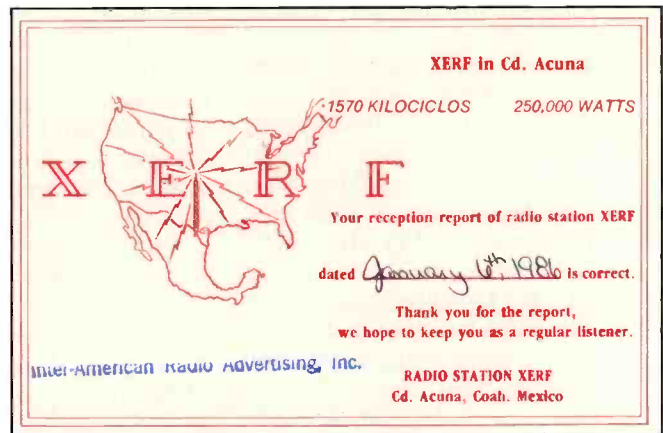 XERF in Cd. Acuna
1570 KILOCICLOS 250,000 WATTS
X E R F
Your reception report of radio station XERF
dated January 6th, 1986 is correct.
Thank you for the report,
we hope to keep you as a regular listener.
Inter-American Radio Advertising, Inc.
RADIO STATION XERF
Cd. Acuna, Coah. Mexico